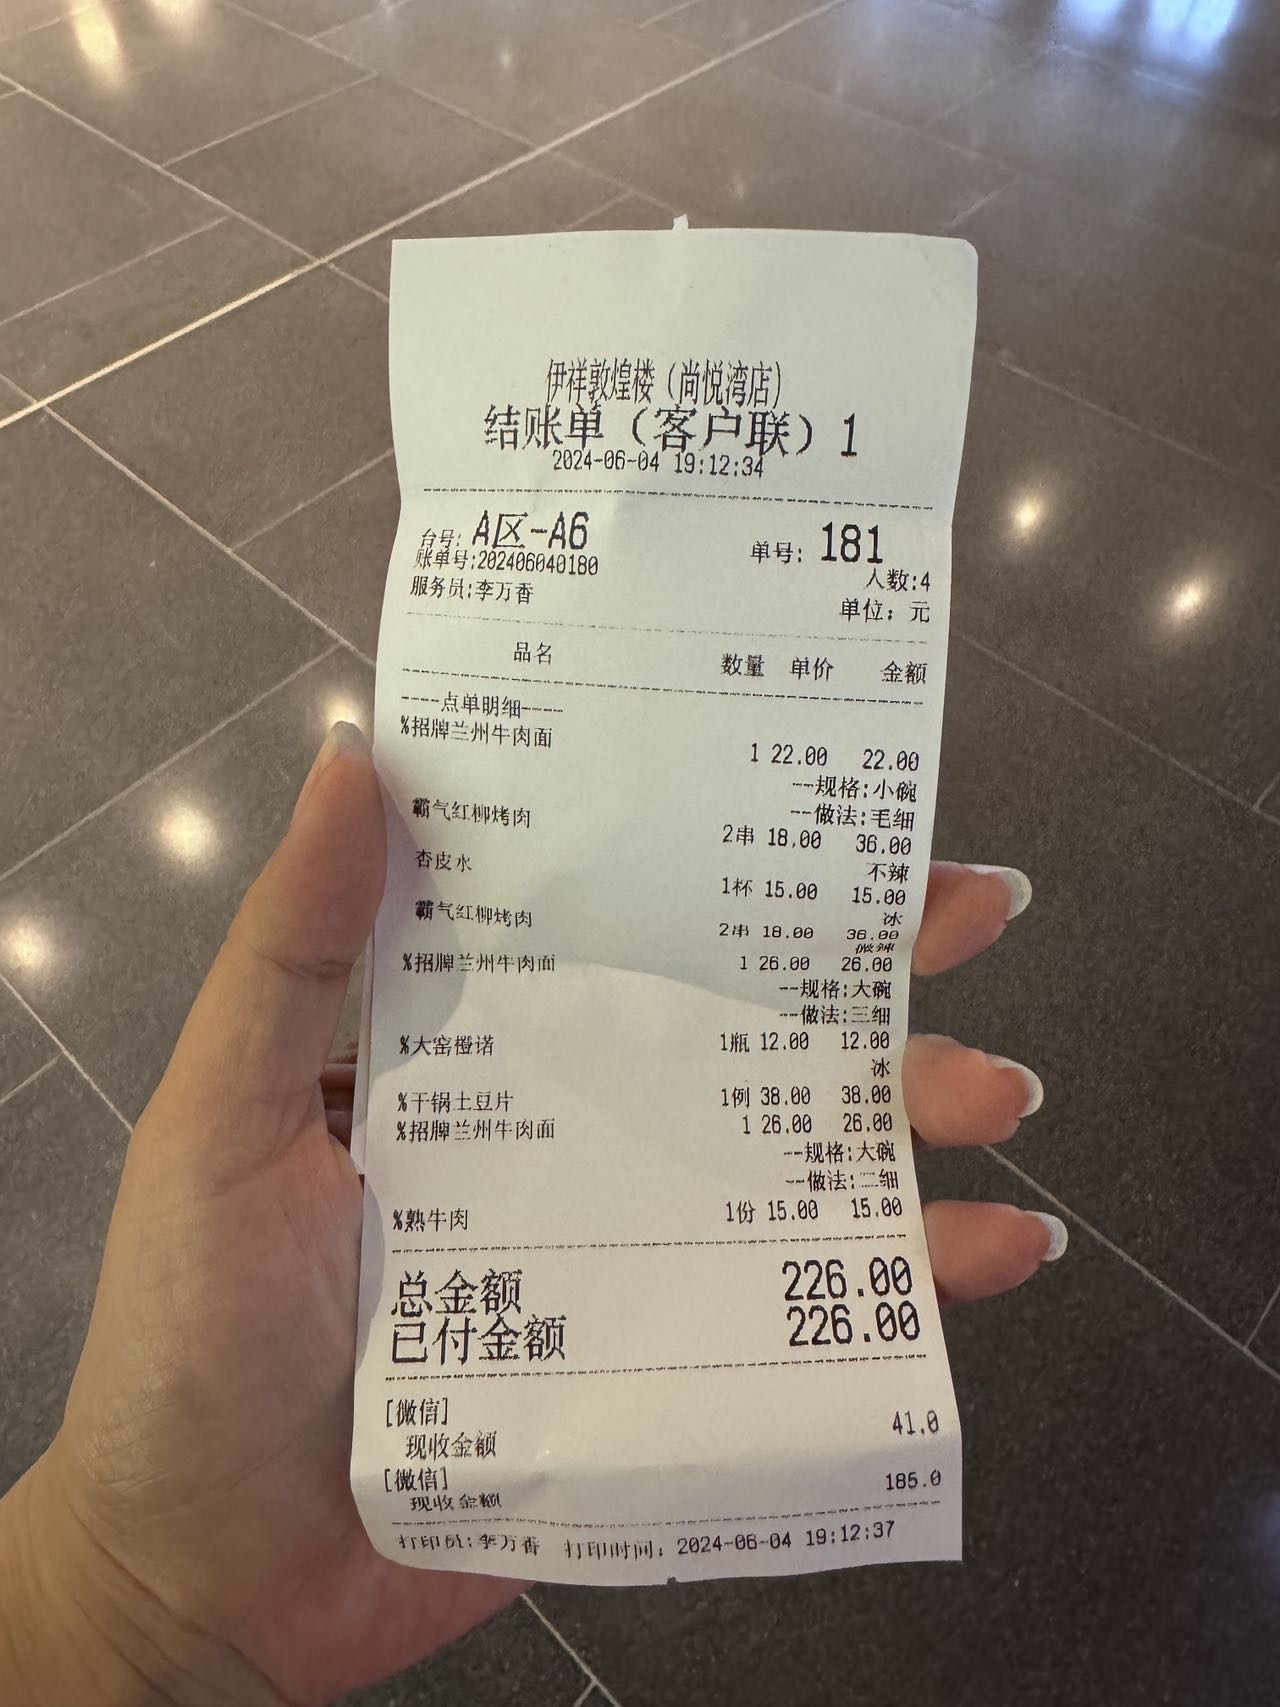 伊祥敦煌楼(尚悦湾店)
结账单(客户联)1
2024-06-04 19:12:34
台号: A区-A6 单号: 181
账单号:202406040180 人数:4
服务员:李万香 单位: 元
品名 数量 单价 金额
----点单明细----
%招牌兰州牛肉面 1 22.00 22.00
--规格:小碗
--做法:毛细
霸气红柳烤肉 2串 18.00 36.00
不辣
杏皮水 1杯 15.00 15.00
冰
霸气红柳烤肉 2串 18.00 36.00
微辣
%招牌兰州牛肉面 1 26.00 26.00
--规格:大碗
--做法:三细
%大窑橙诺 1瓶 12.00 12.00
冰
%干锅土豆片 1例 38.00 38.00
%招牌兰州牛肉面 1 26.00 26.00
--规格:大碗
--做法:二细
%熟牛肉 1份 15.00 15.00
总金额 226.00
已付金额 226.00
[微信]
现收金额 41.0
[微信]
现收金额 185.0
打印员:李万香 打印时间: 2024-06-04 19:12:37